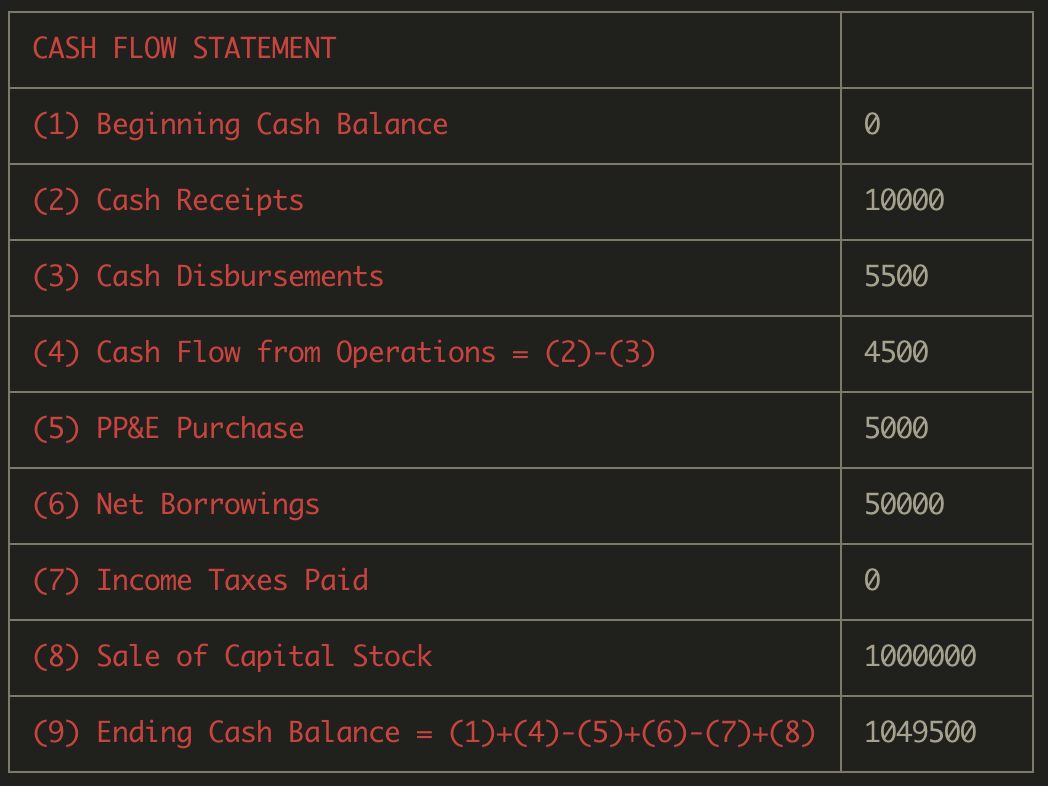 CASH FLOW STATEMENT
(1) Beginning Cash Balance 0
(2) Cash Receipts 10000
(3) Cash Disbursements 5500
(4) Cash Flow from Operations = (2)-(3) 4500
(5) PP&E Purchase 5000
(6) Net Borrowings 50000
(7) Income Taxes Paid 0
(8) Sale of Capital Stock 1000000
(9) Ending Cash Balance = (1)+(4)-(5)+(6)-(7)+(8) 1049500